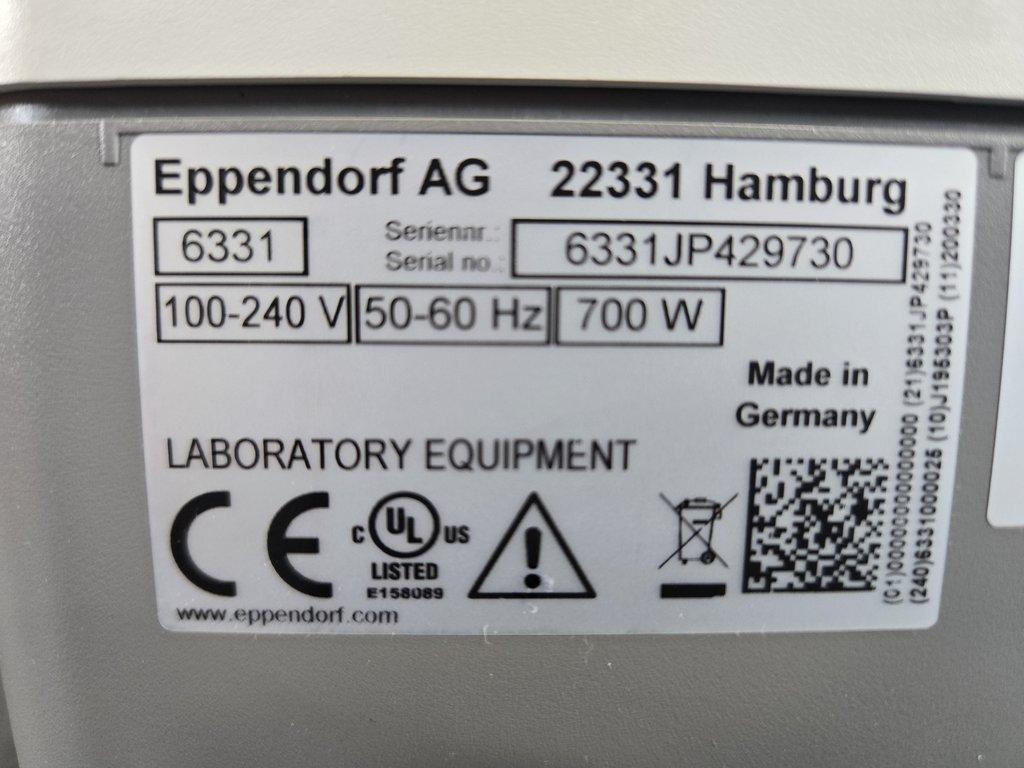 Eppendorf AG 22331 Hamburg
6331 Seriennr.: Serial no.: 6331JP429730
100-240 V 50-60 Hz 700 W
Made in
Germany
LABORATORY EQUIPMENT
CE C UL US
LISTED
E158089
www.eppendorf.com
(01)00000000000000 (21)6331JP429730
(240)6331000025 (10)J195303P (11)200330